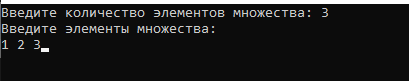 Введите количество элементов множества: 3
Введите элементы множества:
1 2 3